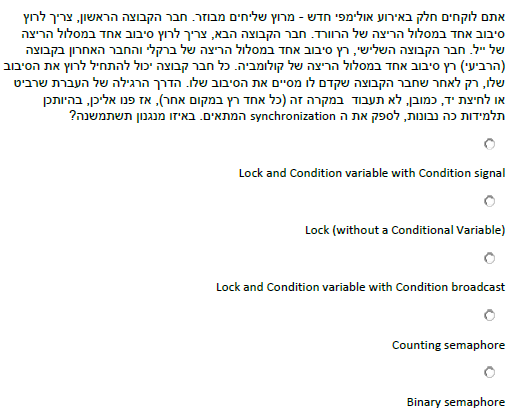 אתם לוקחים חלק באירוע אולימפי חדש - מרוץ שליחים מבוזר. חבר הקבוצה הראשון, צריך לרוץ
סיבוב אחד במסלול הריצה של הרוורד. חבר הקבוצה הבא, צריך לרוץ סיבוב אחד במסלול הריצה
של ייל. חבר הקבוצה השלישי, רץ סיבוב אחד במסלול הריצה של ברקלי והחבר האחרון בקבוצה
(הרביעי) רץ סיבוב אחד במסלול הריצה של קולומביה. כל חבר קבוצה יכול להתחיל לרוץ את הסיבוב
שלו, רק לאחר שחבר הקבוצה שקדם לו מסיים את הסיבוב שלו. הדרך הרגילה של העברת שרביט
או לחיצת יד, כמובן, לא תעבוד במקרה זה (כל אחד רץ במקום אחר), אז פנו אליכן, בהיותכן
תלמידות כה נבונות, לספק את ה synchronization המתאים. באיזו מנגנון תשתמשנה?
Lock and Condition variable with Condition signal
Lock (without a Conditional Variable)
Lock and Condition variable with Condition broadcast
Counting semaphore
Binary semaphore